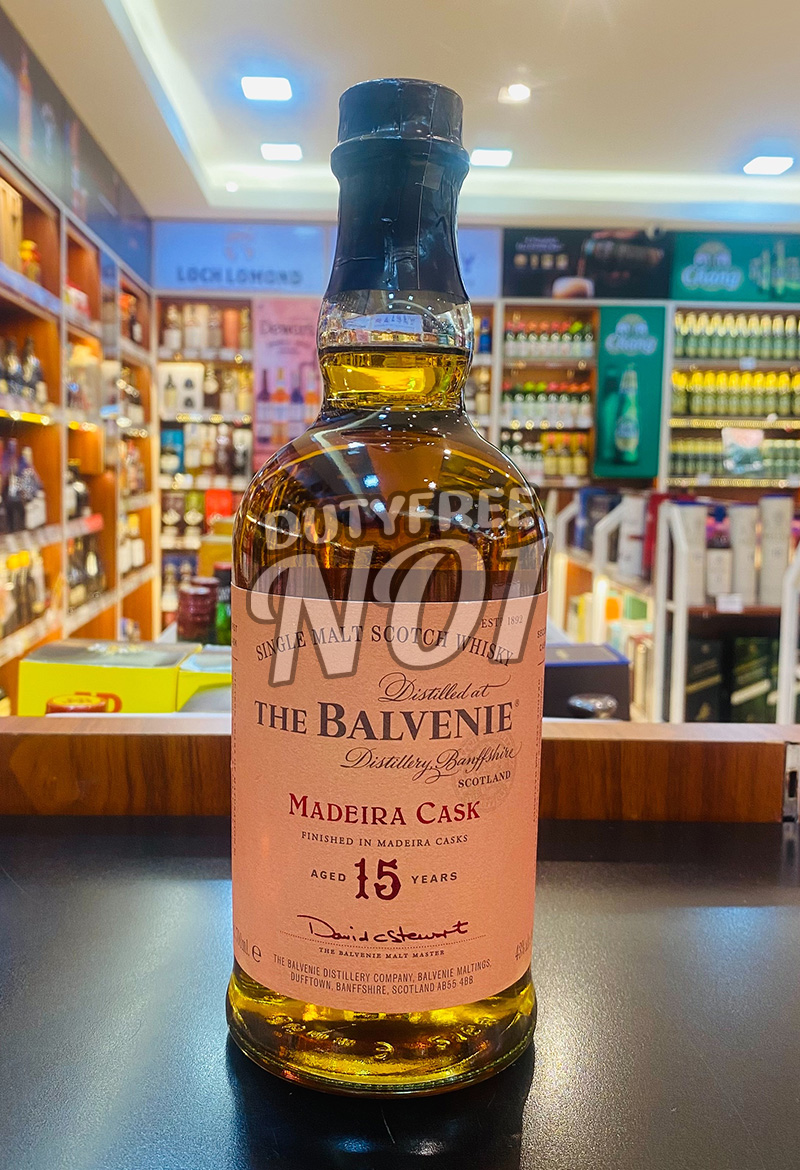 LOCH LOMOND
Chang
Chang
DUTYFREE
NO1
EST? 1892
SINGLE MALT SCOTCH WHISKY
Distilled at
THE BALVENIE®
Distillery, Banffshire
SCOTLAND
MADEIRA CASK
FINISHED IN MADEIRA CASKS
AGED 15 YEARS
David C Stewart
THE BALVENIE MALT MASTER
THE BALVENIE DISTILLERY COMPANY, BALVENIE MALTINGS,
DUFFTOWN, BANFFSHIRE, SCOTLAND AB55 4BB